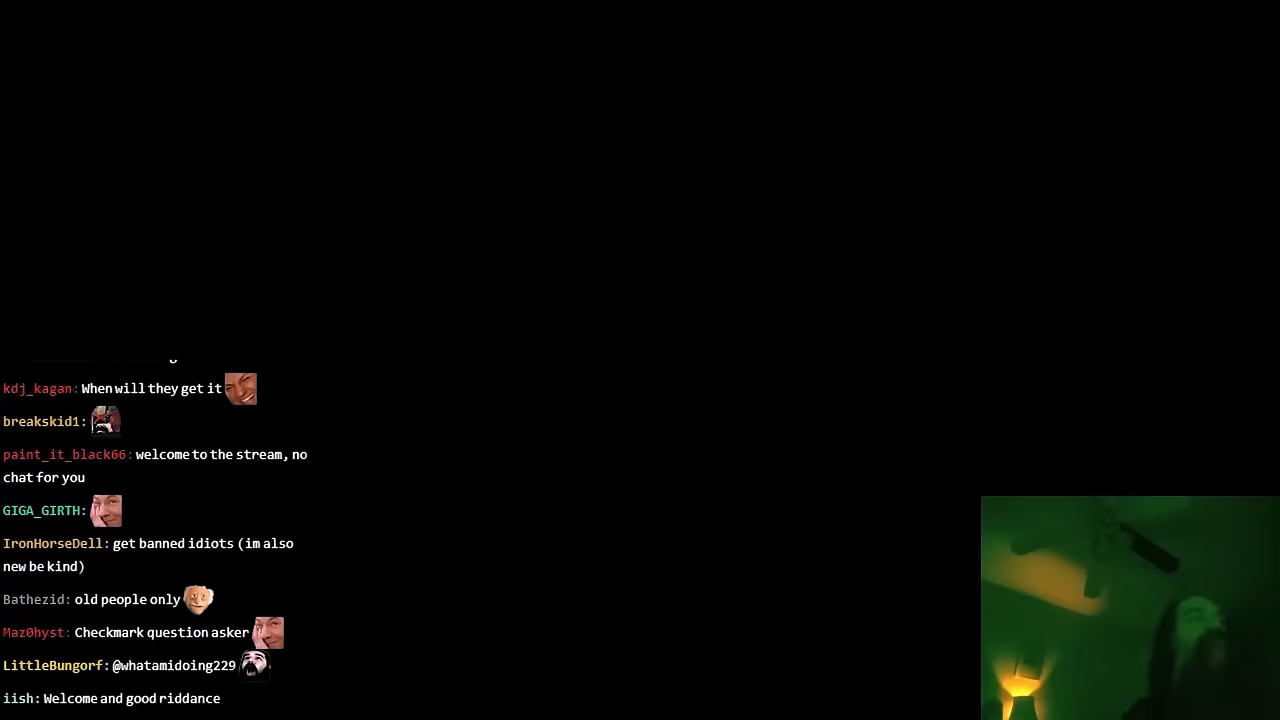 kdj_kagan: When will they get it
breakskid1:
paint_it_black66: welcome to the stream, no
chat for you
GIGA_GIRTH:
IronHorseDell: get banned idiots (im also
new be kind)
Bathezid: old people only
Maz0hyst: Checkmark question asker
LittleBungorf: @whatamidoing229
iish: Welcome and good riddance